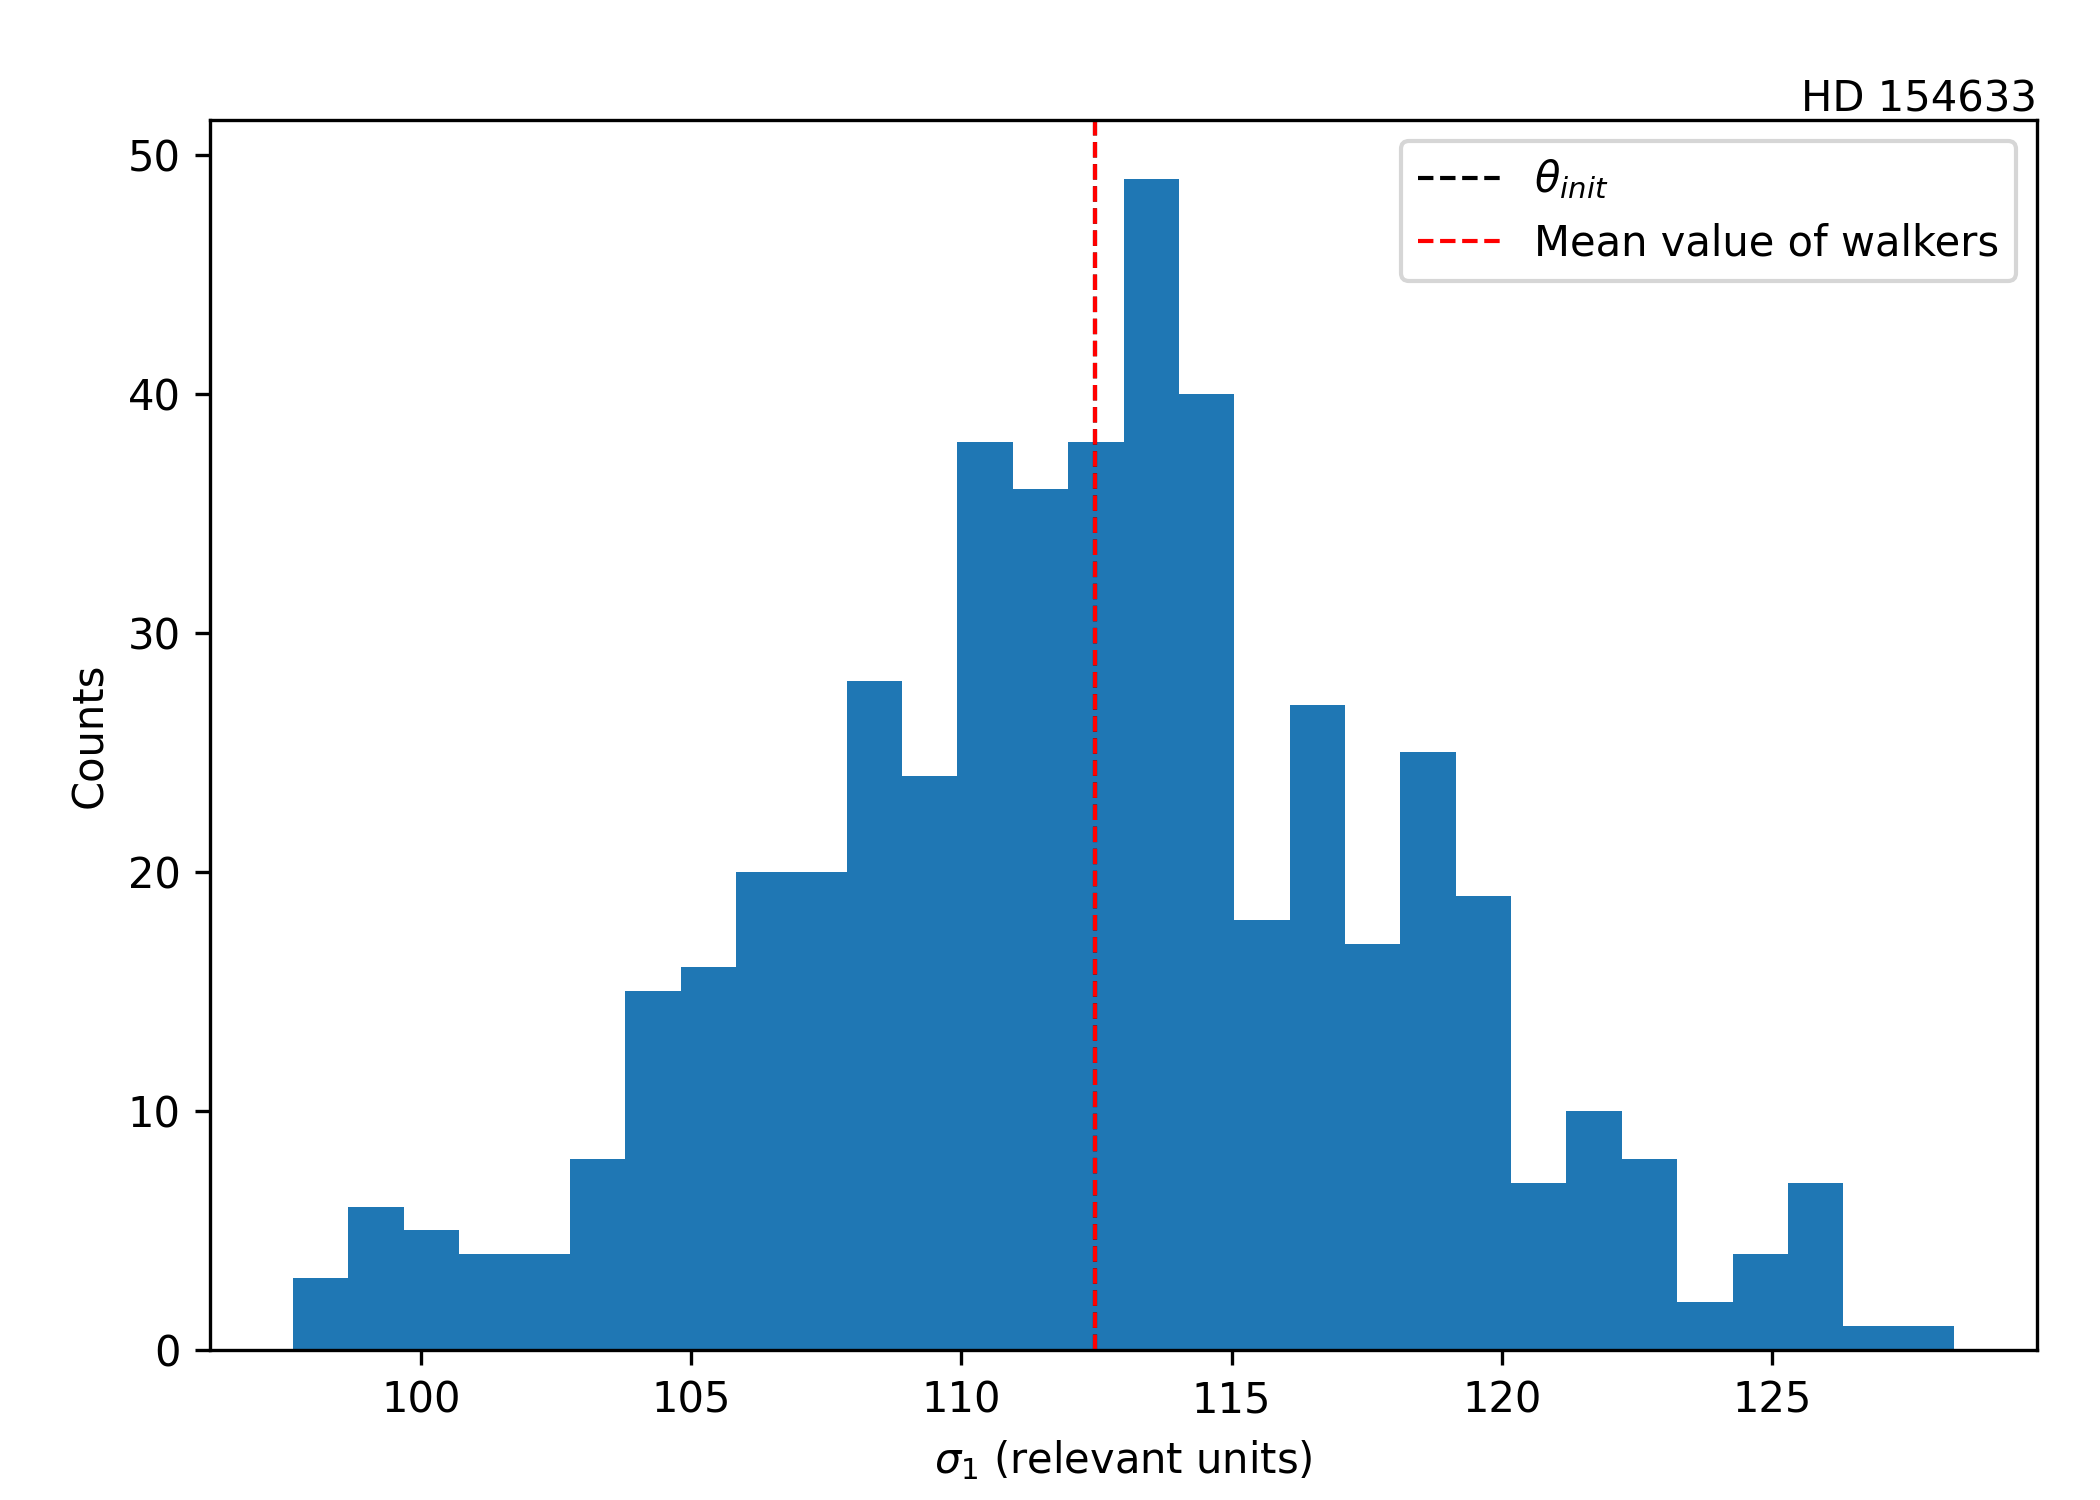 HD 154633
θ_init
Mean value of walkers
50
40
30
20
10
0
Counts
100 105 110 115 120 125
σ₁ (relevant units)